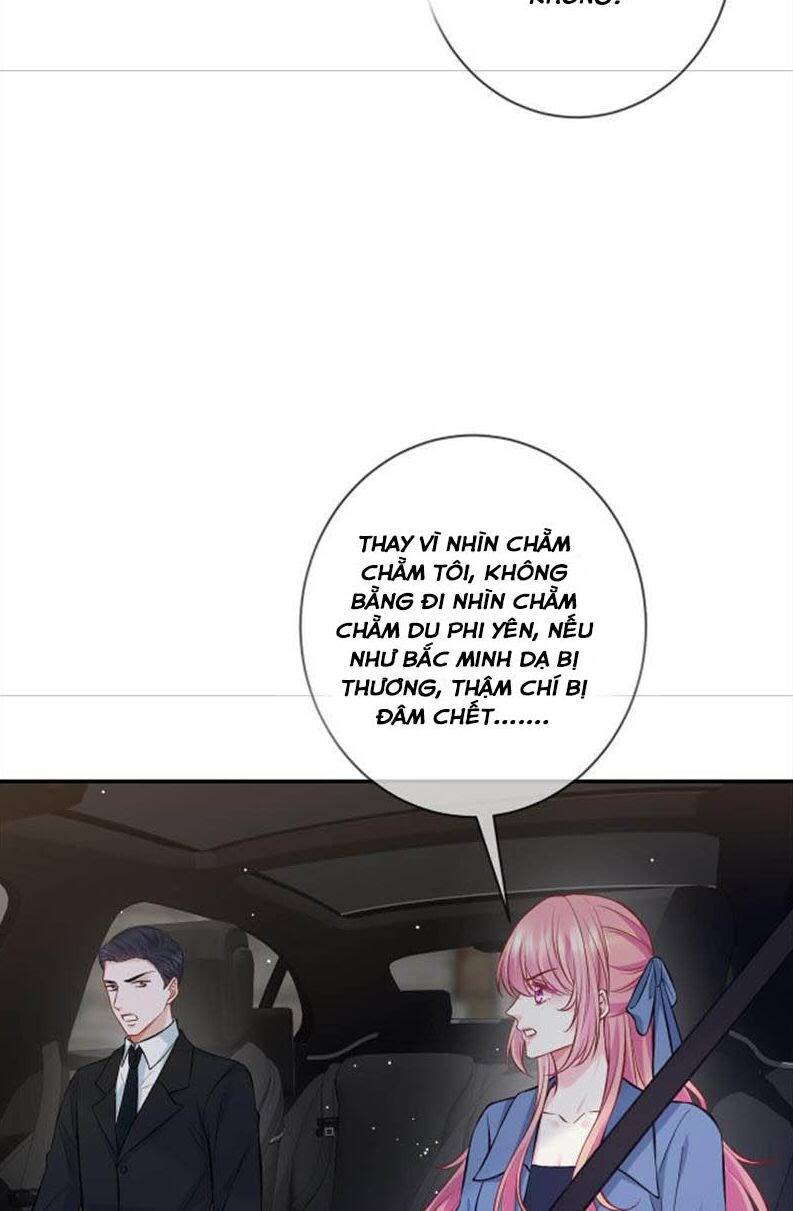 KHÔNG?
THAY VÌ NHÌN CHẰM
CHẰM TÔI, KHÔNG
BẰNG ĐI NHÌN CHẰM
CHẰM DU PHI YÊN, NẾU
NHƯ BẮC MINH DẠ BỊ
THƯƠNG, THẬM CHÍ BỊ
ĐÂM CHẾT.......